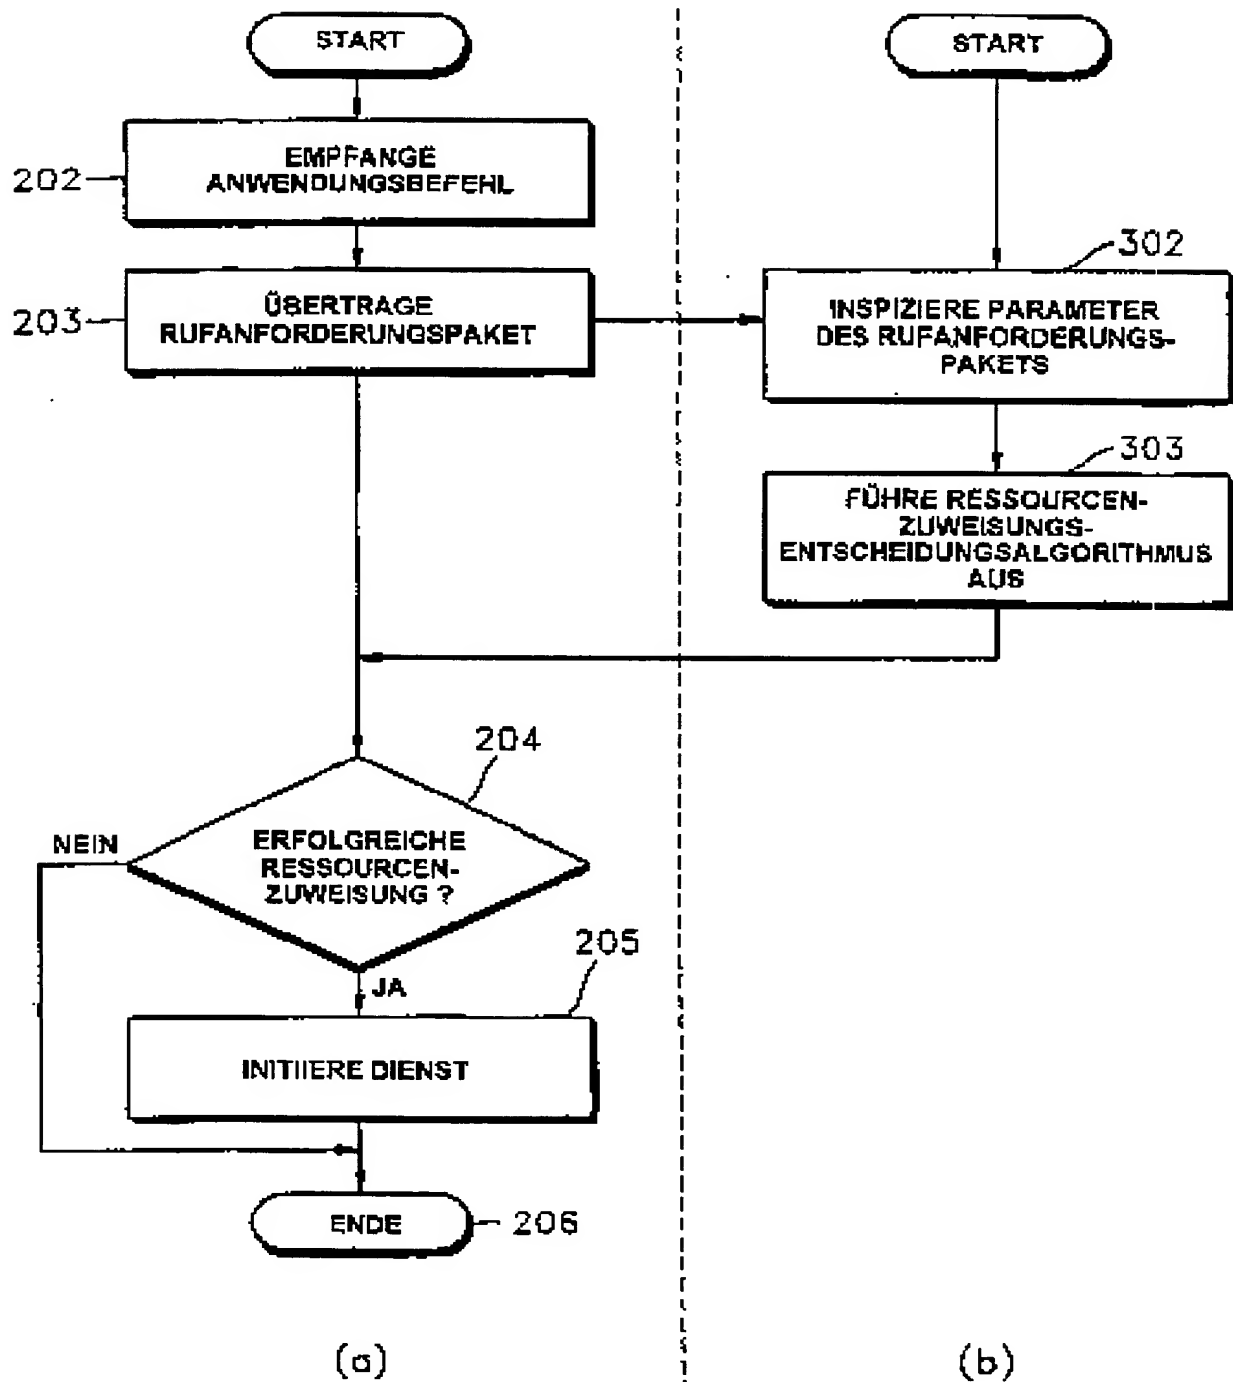 START
EMPFANGE
ANWENDUNGSBEFEHL
202
ÜBERTRAGE
RUFANFORDERUNGSPAKET
203
ERFOLGREICHE
RESSOURCEN-
ZUWEISUNG ?
204
NEIN
JA
INITIIERE DIENST
205
ENDE
206
(a)
START
302
INSPIZIERE PARAMETER
DES RUFANFORDERUNGS-
PAKETS
303
FÜHRE RESSOURCEN-
ZUWEISUNGS-
ENTSCHEIDUNGSALGORITHMUS
AUS
(b)